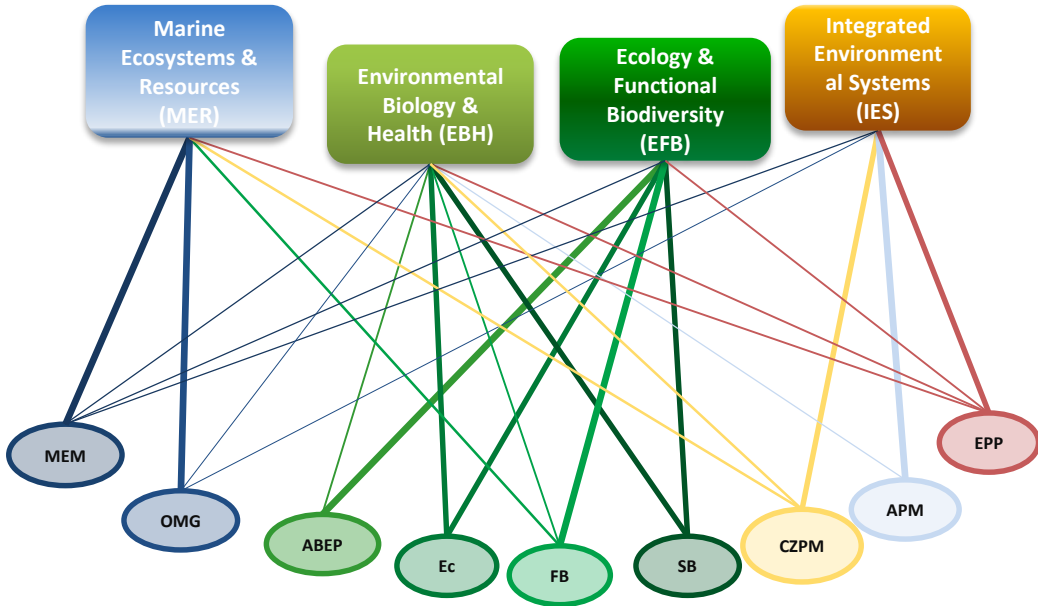 Marine
Ecosystems &
Resources
(MER)
Environmental
Biology &
Health (EBH)
Ecology &
Functional
Biodiversity
(EFB)
Integrated
Environment
al Systems
(IES)
MEM
OMG
ABEP
Ec
FB
SB
CZPM
APM
EPP